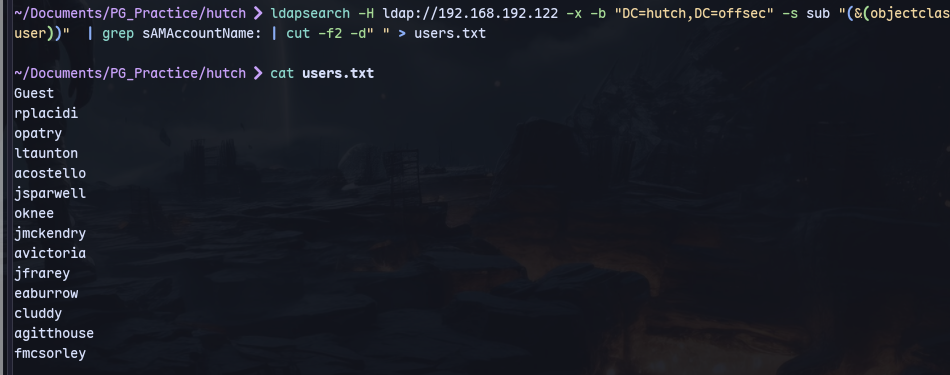 ~/Documents/PG_Practice/hutch ❯ ldapsearch -H ldap://192.168.192.122 -x -b "DC=hutch,DC=offsec" -s sub "(&(objectclas
user))"  | grep sAMAccountName: | cut -f2 -d" " > users.txt
~/Documents/PG_Practice/hutch ❯ cat users.txt
Guest
rplacidi
opatry
ltaunton
acostello
jsparwell
oknee
jmckendry
avictoria
jfrarey
eaburrow
cluddy
agitthouse
fmcsorley